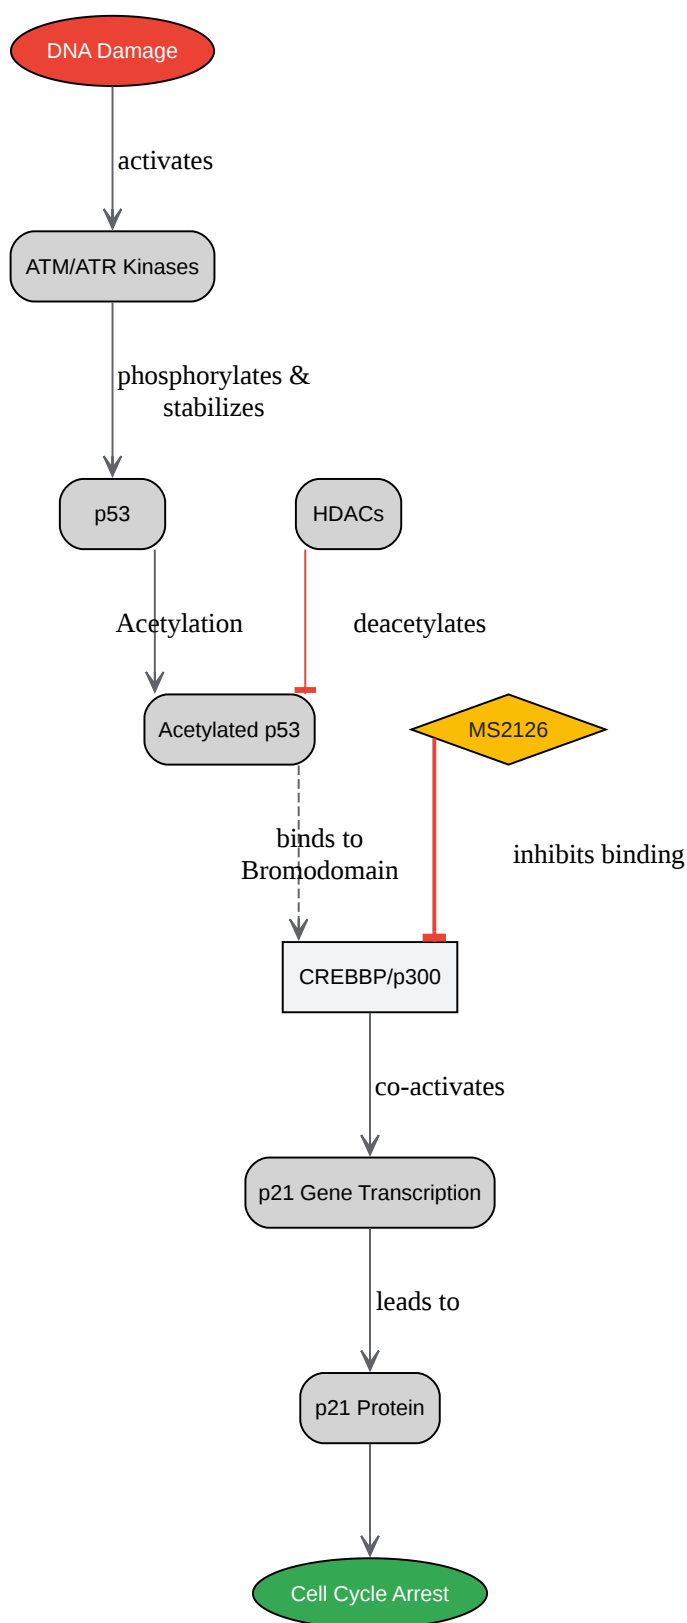 DNA Damage
activates
ATM/ATR Kinases
phosphorylates &
stabilizes
p53
HDACs
Acetylation
deacetylates
Acetylated p53
MS2126
binds to
Bromodomain
inhibits binding
CREBBP/p300
co-activates
p21 Gene Transcription
leads to
p21 Protein
Cell Cycle Arrest